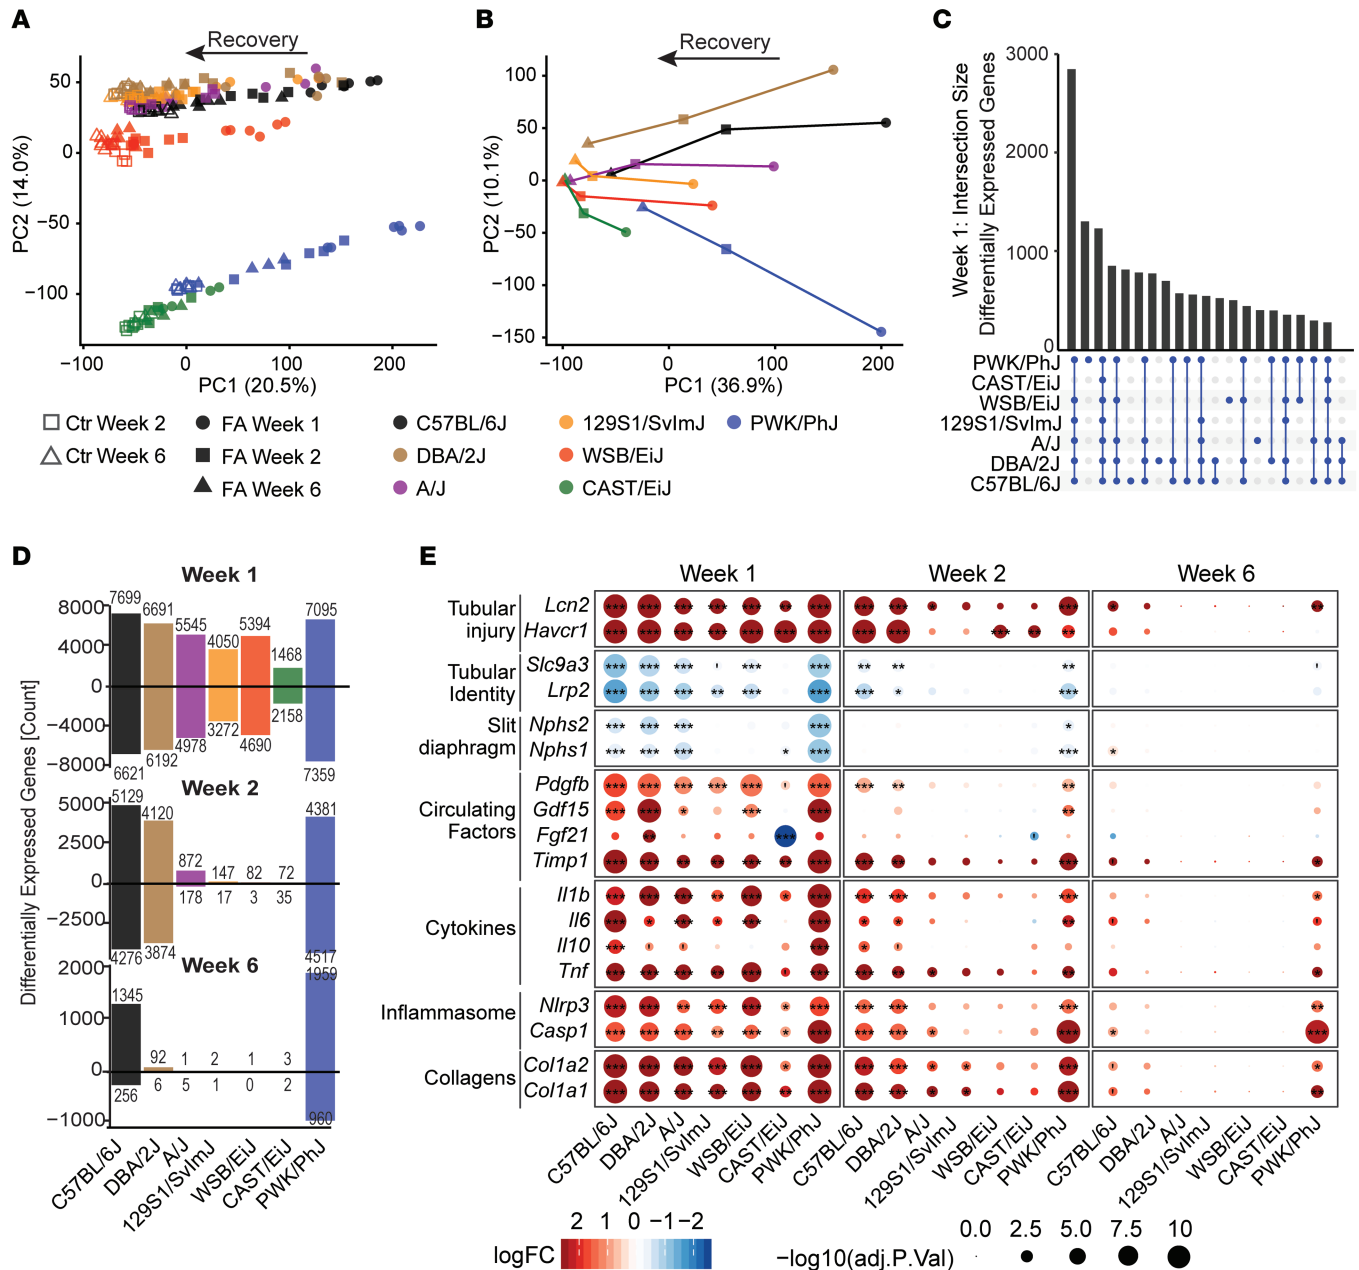 A
Recovery
PC2 (14.0%)
50
0
−50
−100
−100
0
100
200
PC1 (20.5%)
B
Recovery
PC2 (10.1%)
100
50
0
−50
−100
−150
−100
0
100
200
PC1 (36.9%)
Ctr Week 2
Ctr Week 6
FA Week 1
FA Week 2
FA Week 6
C57BL/6J
DBA/2J
A/J
129S1/SvImJ
WSB/EiJ
CAST/EiJ
PWK/PhJ
C
Week 1: Intersection Size
Differentially Expressed Genes
3000
2000
1000
0
PWK/PhJ
CAST/EiJ
WSB/EiJ
129S1/SvImJ
A/J
DBA/2J
C57BL/6J
D
Differentially Expressed Genes [Count]
Week 1
8000
4000
0
−4000
−8000
7699
6691
5545
4050
5394
1468
7095
6621
6192
4978
3272
4690
2158
7359
Week 2
5000
2500
0
−2500
5129
4120
872
147
82
72
4381
4276
3874
178
17
3
35
4517
Week 6
2000
1000
0
−1000
1345
92
1
2
1
3
1959
256
6
5
1
0
2
960
C57BL/6J
DBA/2J
A/J
129S1/SvImJ
WSB/EiJ
CAST/EiJ
PWK/PhJ
E
Week 1
Week 2
Week 6
Tubular
injury
Lcn2
Havcr1
Tubular
Identity
Slc9a3
Lrp2
Slit
diaphragm
Nphs2
Nphs1
Circulating
Factors
Pdgfb
Gdf15
Fgf21
Timp1
Cytokines
Il1b
Il6
Il10
Tnf
Inflammasome
Nlrp3
Casp1
Collagens
Col1a2
Col1a1
C57BL/6J
DBA/2J
A/J
129S1/SvImJ
WSB/EiJ
CAST/EiJ
PWK/PhJ
C57BL/6J
DBA/2J
A/J
129S1/SvImJ
WSB/EiJ
CAST/EiJ
PWK/PhJ
C57BL/6J
DBA/2J
A/J
129S1/SvImJ
WSB/EiJ
CAST/EiJ
PWK/PhJ
logFC
2 1 0 −1 −2
−log10(adj.P.Val)
0.0 2.5 5.0 7.5 10